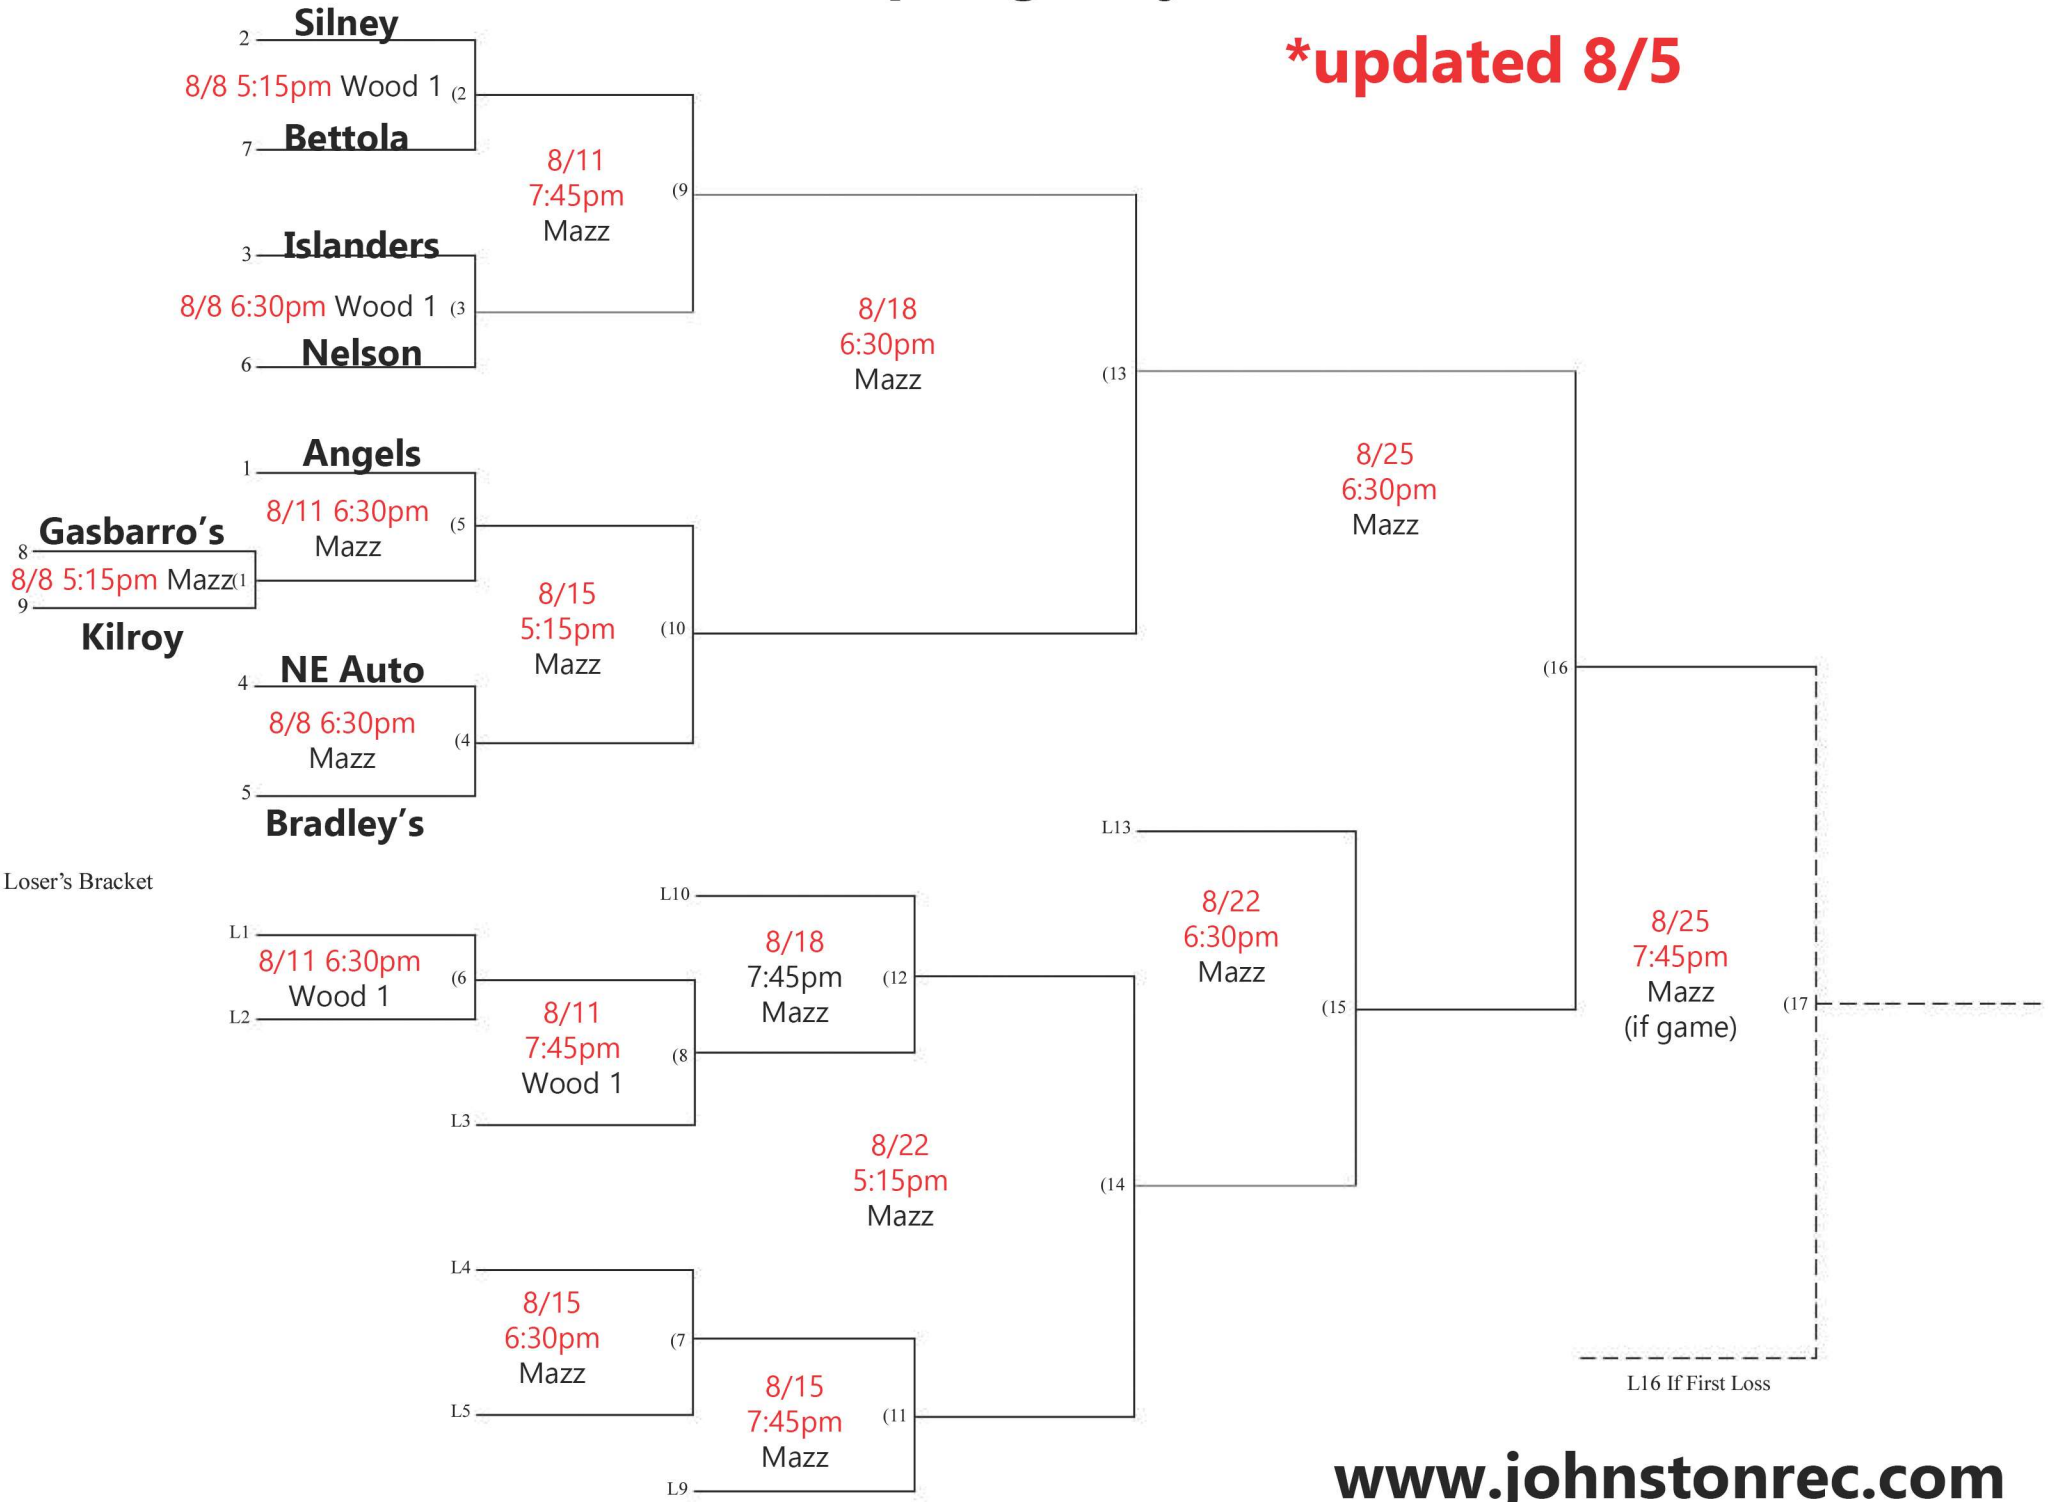 *updated 8/5
2 Silney
8/8 5:15pm Wood 1 (2
7 Bettola
8/11
7:45pm
Mazz
(9
3 Islanders
8/8 6:30pm Wood 1 (3
6 Nelson
8/18
6:30pm
Mazz
(13
1 Angels
8/11 6:30pm
Mazz
(5
8 Gasbarro’s
8/8 5:15pm Mazz(1
9
Kilroy
8/15
5:15pm
Mazz
(10
4 NE Auto
8/8 6:30pm
Mazz
(4
5
Bradley’s
8/25
6:30pm
Mazz
(16
Loser’s Bracket
L1
8/11 6:30pm
Wood 1
(6
L2
8/11
7:45pm
Wood 1
(8
L3
L10
8/18
7:45pm
Mazz
(12
L13
8/22
6:30pm
Mazz
(15
8/22
5:15pm
Mazz
(14
L4
8/15
6:30pm
Mazz
(7
L5
8/15
7:45pm
Mazz
(11
L9
8/25
7:45pm
Mazz
(if game)
(17
L16 If First Loss
www.johnstonrec.com